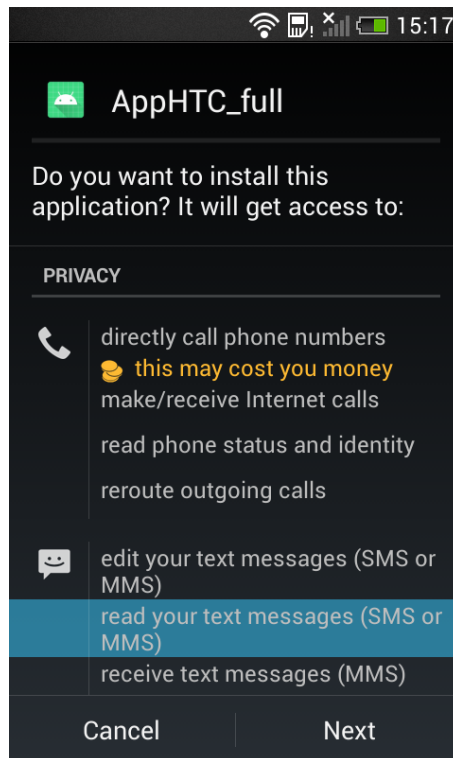 15:17
AppHTC_full
Do you want to install this
application? It will get access to:
PRIVACY
directly call phone numbers
this may cost you money
make/receive Internet calls
read phone status and identity
reroute outgoing calls
edit your text messages (SMS or
MMS)
read your text messages (SMS or
MMS)
receive text messages (MMS)
Cancel
Next